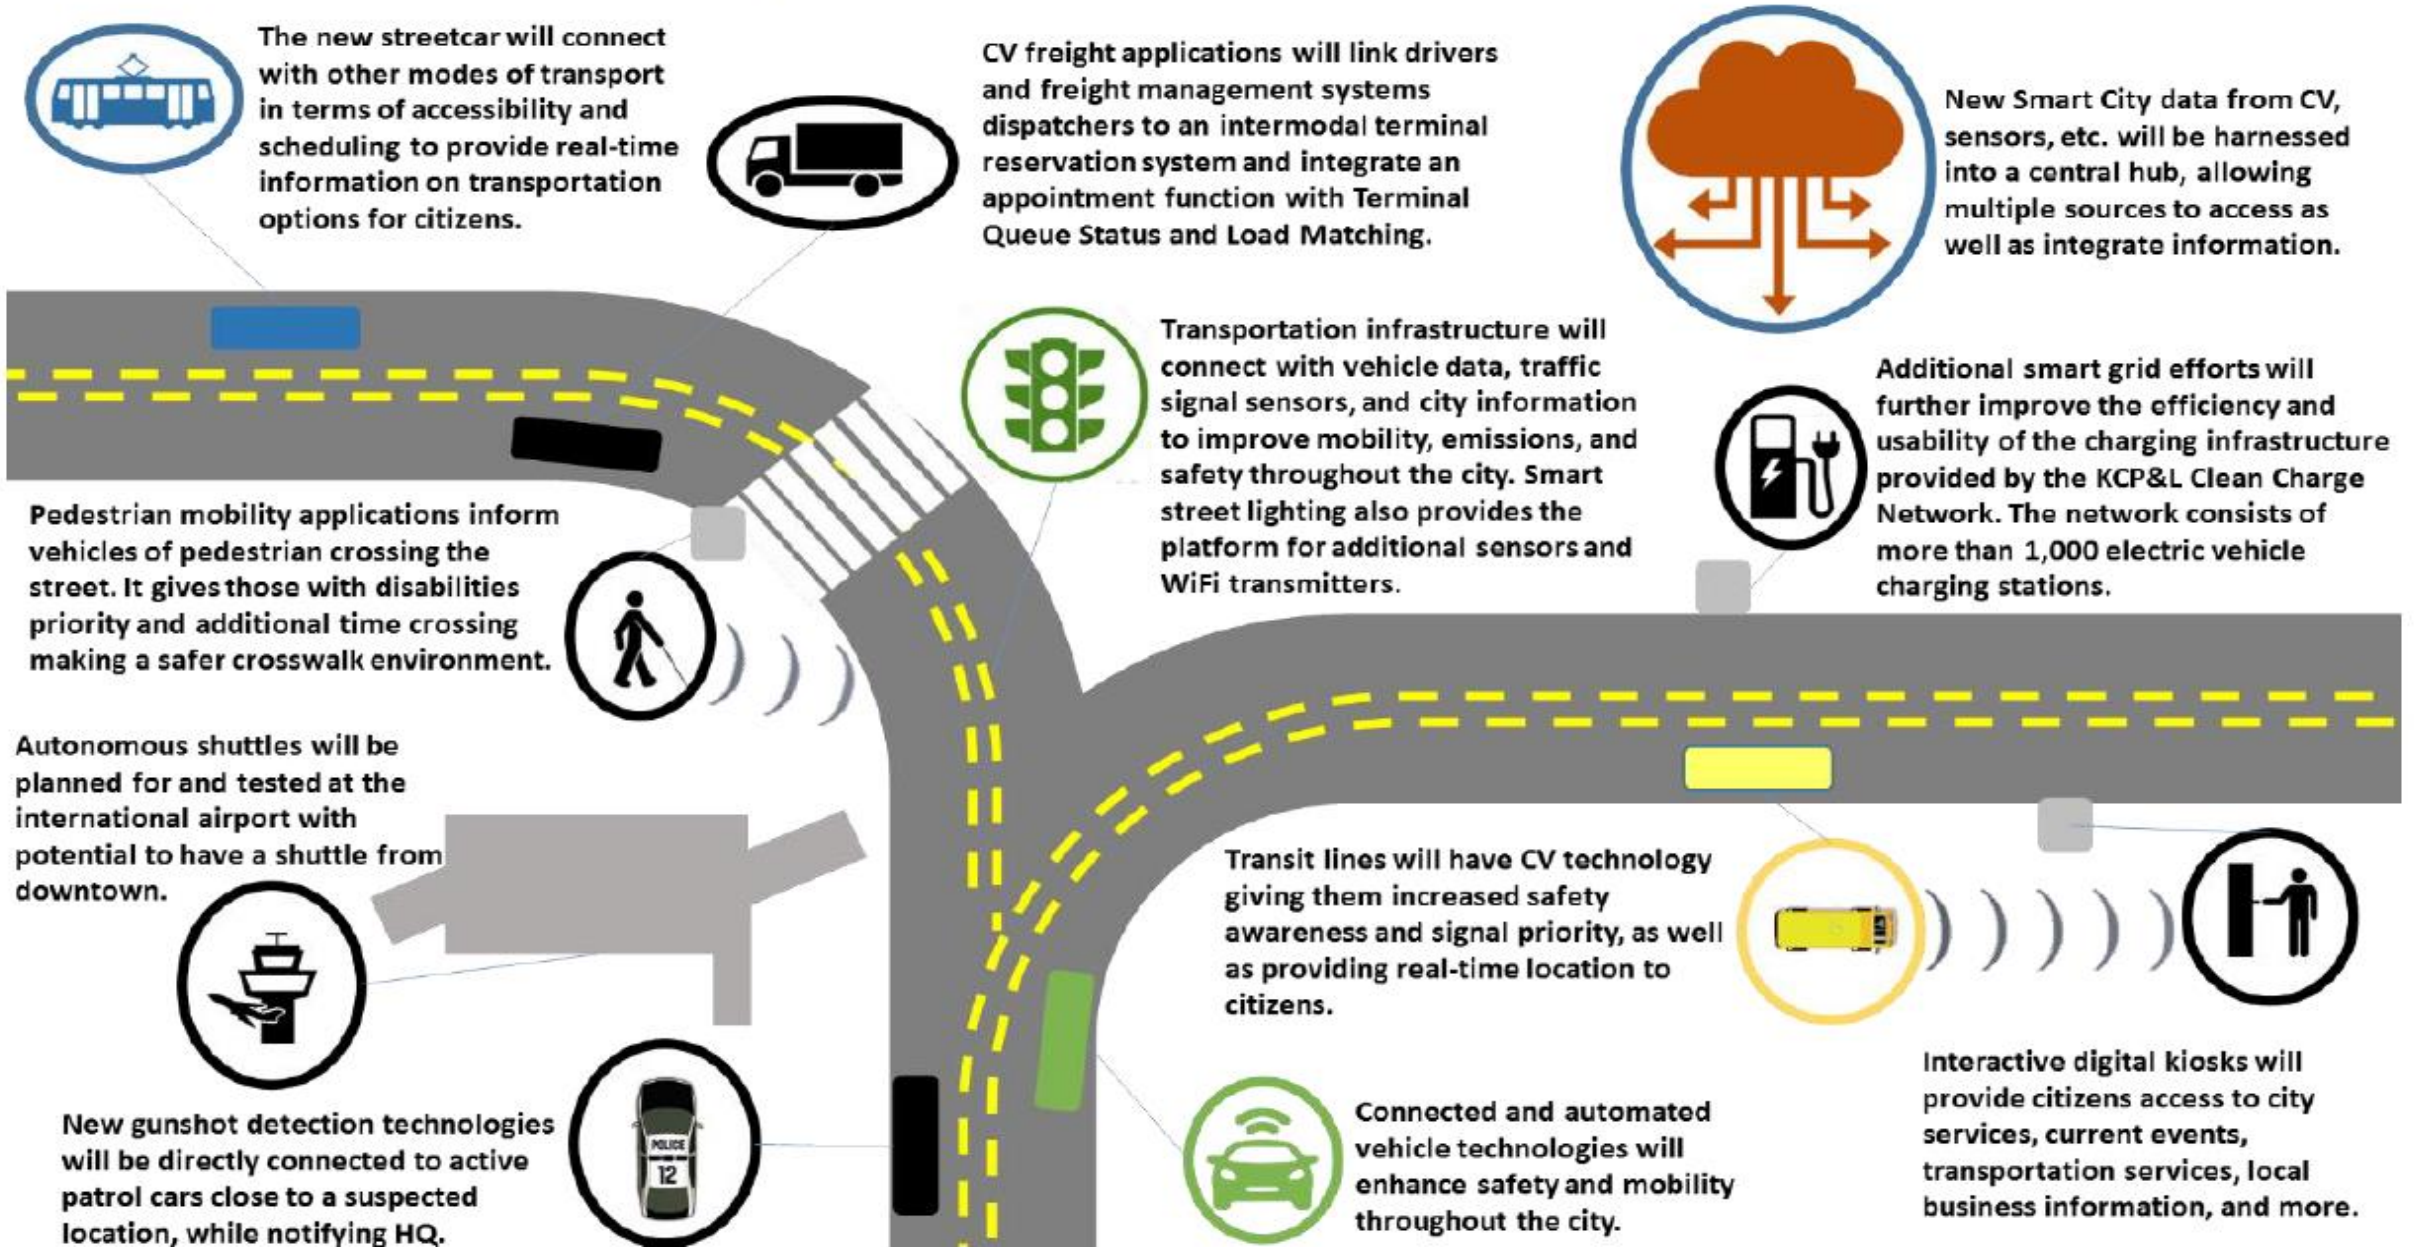 The new streetcar will connect
with other modes of transport
in terms of accessibility and
scheduling to provide real-time
information on transportation
options for citizens.
CV freight applications will link drivers
and freight management systems
dispatchers to an intermodal terminal
reservation system and integrate an
appointment function with Terminal
Queue Status and Load Matching.
New Smart City data from CV,
sensors, etc. will be harnessed
into a central hub, allowing
multiple sources to access as
well as integrate information.
Transportation infrastructure will
connect with vehicle data, traffic
signal sensors, and city information
to improve mobility, emissions, and
safety throughout the city. Smart
street lighting also provides the
platform for additional sensors and
WiFi transmitters.
Additional smart grid efforts will
further improve the efficiency and
usability of the charging infrastructure
provided by the KCP&L Clean Charge
Network. The network consists of
more than 1,000 electric vehicle
charging stations.
Pedestrian mobility applications inform
vehicles of pedestrian crossing the
street. It gives those with disabilities
priority and additional time crossing
making a safer crosswalk environment.
Autonomous shuttles will be
planned for and tested at the
international airport with
potential to have a shuttle from
downtown.
Transit lines will have CV technology
giving them increased safety
awareness and signal priority, as well
as providing real-time location to
citizens.
New gunshot detection technologies
will be directly connected to active
patrol cars close to a suspected
location, while notifying HQ.
POLICE
12
Connected and automated
vehicle technologies will
enhance safety and mobility
throughout the city.
Interactive digital kiosks will
provide citizens access to city
services, current events,
transportation services, local
business information, and more.